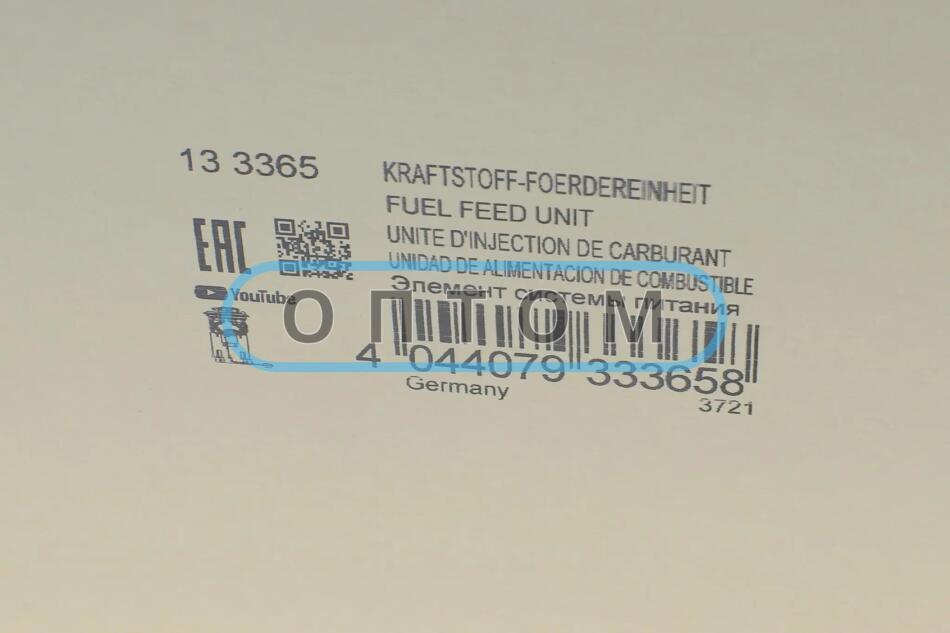 13 3365
KRAFTSTOFF-FOERDEREINHEIT
FUEL FEED UNIT
UNITE D'INJECTION DE CARBURANT
UNIDAD DE ALIMENTACION DE COMBUSTIBLE
Элемент системы питания
EAC
YouTube
ОПТОМ
4 044079 333658
Germany
3721